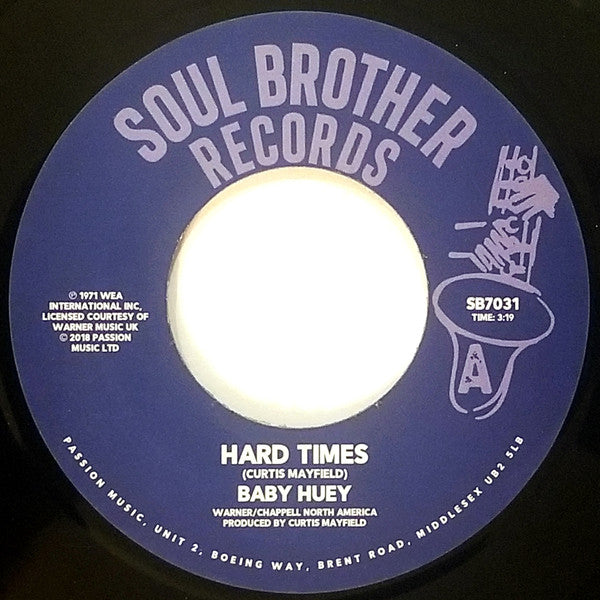 SOUL BROTHER
RECORDS
℗ 1971 WEA
INTERNATIONAL INC,
LICENSED COURTESY OF
WARNER MUSIC UK
© 2018 PASSION
MUSIC LTD
SB7031
TIME: 3:19
A
HARD TIMES
(CURTIS MAYFIELD)
BABY HUEY
WARNER/CHAPPELL NORTH AMERICA
PRODUCED BY CURTIS MAYFIELD
PASSION MUSIC, UNIT 2, BOEING WAY, BRENT ROAD, MIDDLESEX UB2 5LB